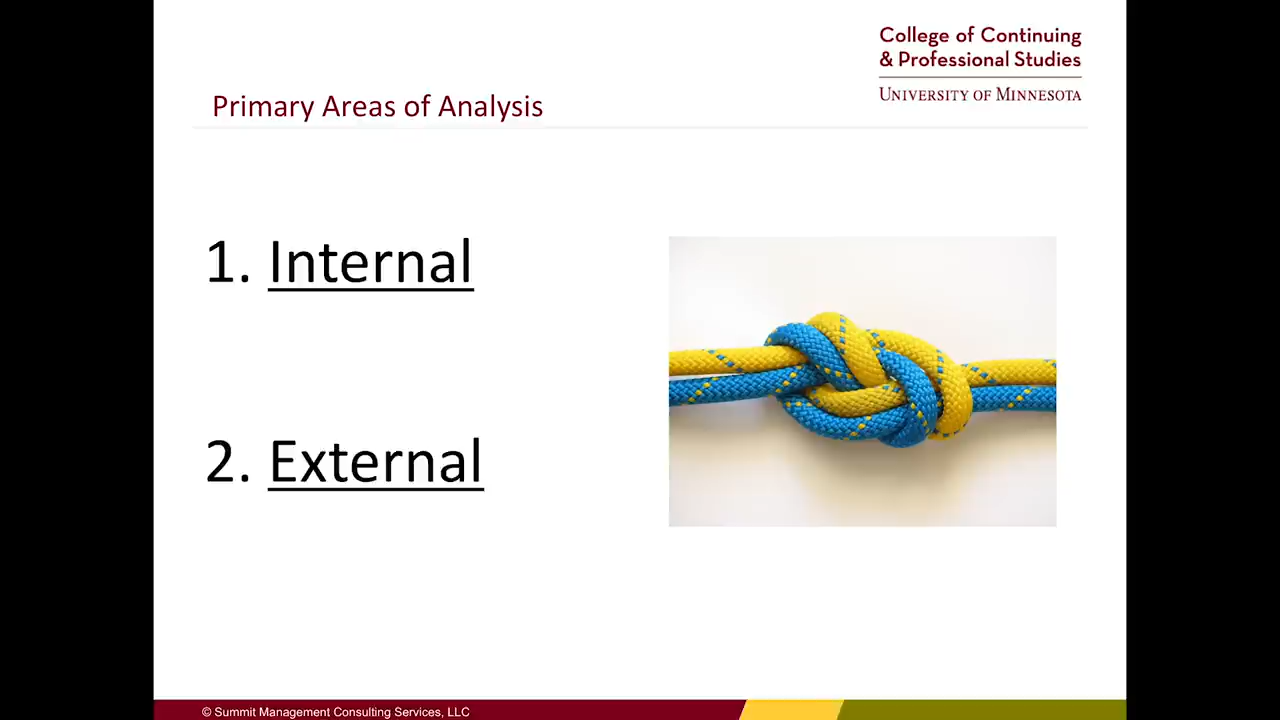 College of Continuing
& Professional Studies
UNIVERSITY OF MINNESOTA
Primary Areas of Analysis
1. Internal
2. External
© Summit Management Consulting Services, LLC